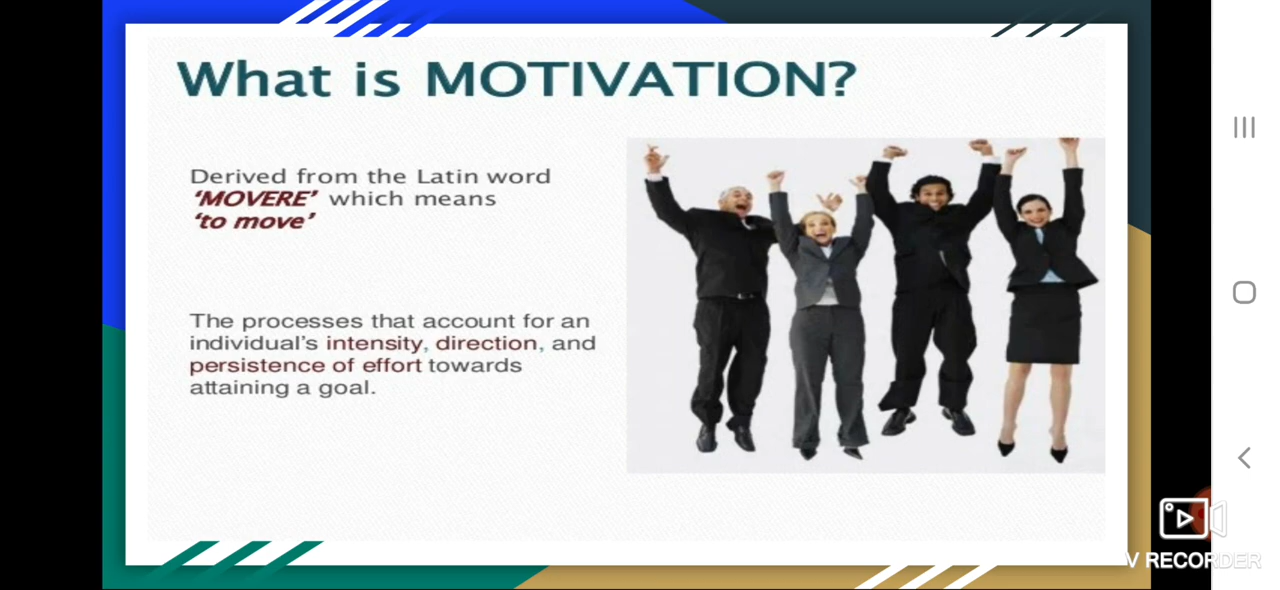 What is MOTIVATION?
Derived from the Latin word
‘MOVERE’ which means
‘to move’
The processes that account for an
individual’s intensity, direction, and
persistence of effort towards
attaining a goal.
V RECORDER